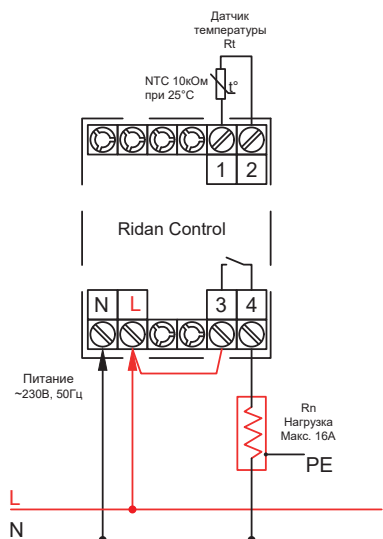 Датчик
температуры
Rt
NTC 10кОм
при 25°C
t°
1 2
Ridan Control
N L 3 4
Питание
~230В, 50Гц
Rn
Нагрузка
Макс. 16А
PE
L
N